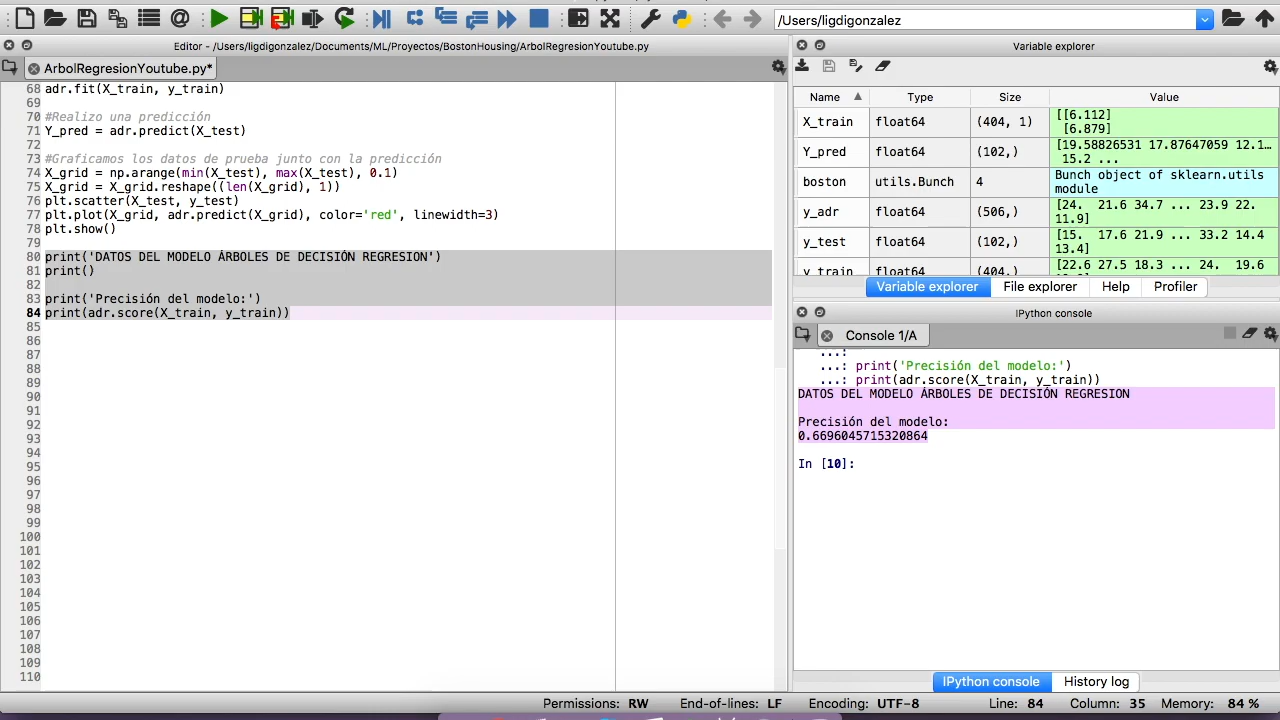 /Users/ligdigonzalez
Editor - /Users/ligdigonzalez/Documents/ML/Proyectos/BostonHousing/ArbolRegresionYoutube.py
ArbolRegresionYoutube.py*
68 adr.fit(X_train, y_train)
69
70 #Realizo una predicción
71 Y_pred = adr.predict(X_test)
72
73 #Graficamos los datos de prueba junto con la predicción
74 X_grid = np.arange(min(X_test), max(X_test), 0.1)
75 X_grid = X_grid.reshape((len(X_grid), 1))
76 plt.scatter(X_test, y_test)
77 plt.plot(X_grid, adr.predict(X_grid), color='red', linewidth=3)
78 plt.show()
79
80 print('DATOS DEL MODELO ÁRBOLES DE DECISIÓN REGRESION')
81 print()
82
83 print('Precisión del modelo:')
84 print(adr.score(X_train, y_train))
85
86
87
88
89
90
91
92
93
94
95
96
97
98
99
100
101
102
103
104
105
106
107
108
109
110
Variable explorer
Name Type Size Value
X_train float64 (404, 1) [[6.112]
[6.879]
Y_pred float64 (102,) [19.58826531 17.87647059 12.1…
15.2 ...
boston utils.Bunch 4 Bunch object of sklearn.utils
module
y_adr float64 (506,) [24. 21.6 34.7 ... 23.9 22.
11.9]
y_test float64 (102,) [15. 17.6 21.9 ... 33.2 14.4
13.4]
y_train float64 (404,) [22.6 27.5 18.3 ... 24. 19.6
Variable explorer File explorer Help Profiler
IPython console
Console 1/A
...:
...: print('Precisión del modelo:')
...: print(adr.score(X_train, y_train))
DATOS DEL MODELO ÁRBOLES DE DECISIÓN REGRESION
Precisión del modelo:
0.6696045715320864
In [10]:
IPython console History log
Permissions: RW End-of-lines: LF Encoding: UTF-8 Line: 84 Column: 35 Memory: 84 %